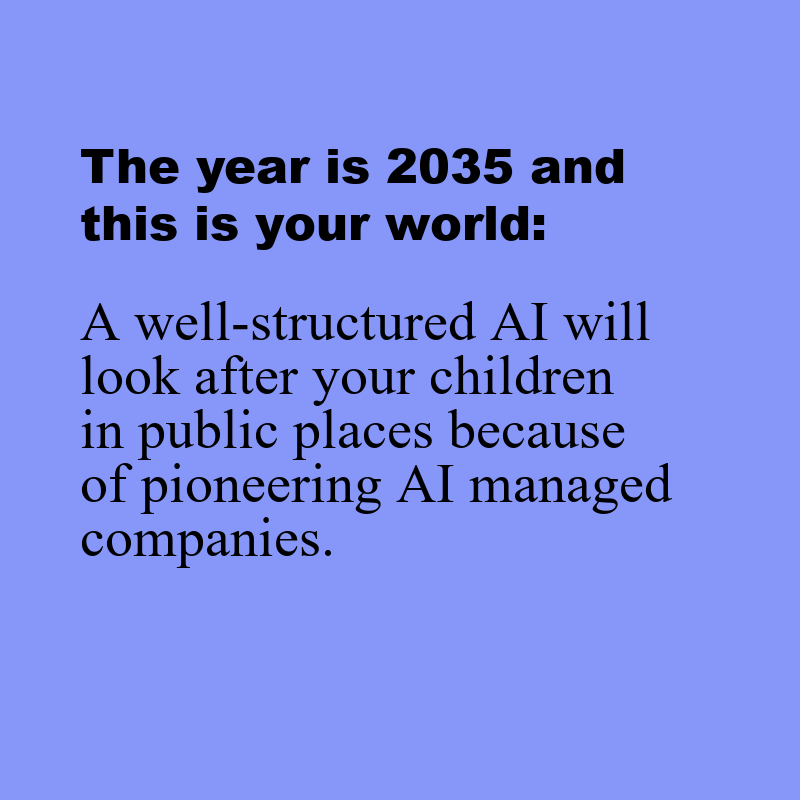 The year is 2035 and
this is your world:
A well-structured AI will
look after your children
in public places because
of pioneering AI managed
companies.